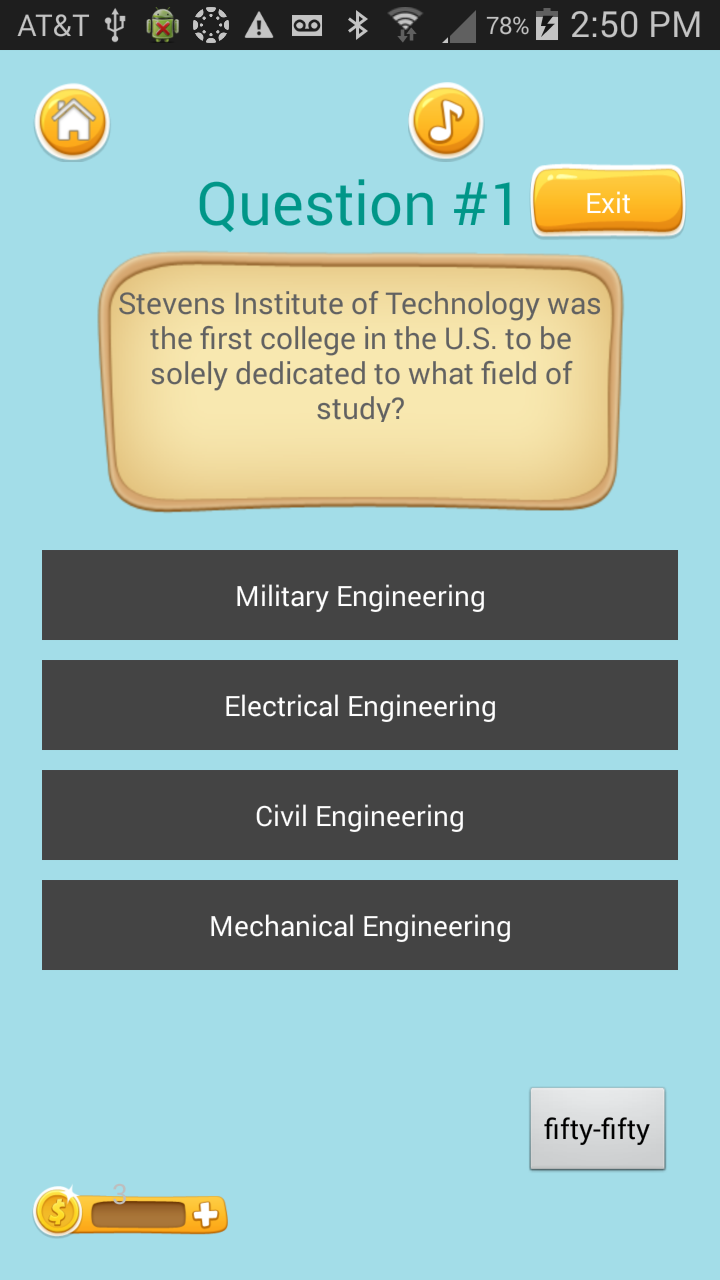 AT&T 78% 2:50 PM
Question #1
Exit
Stevens Institute of Technology was
the first college in the U.S. to be
solely dedicated to what field of
study?
Military Engineering
Electrical Engineering
Civil Engineering
Mechanical Engineering
fifty-fifty
3